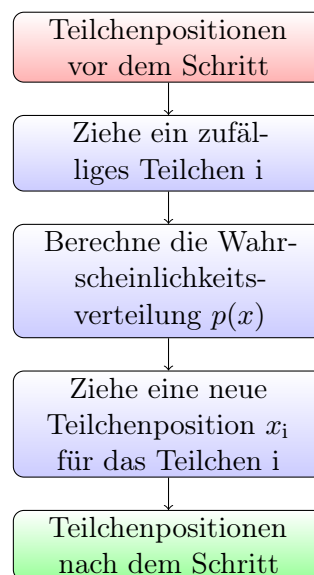 Teilchenpositionen
vor dem Schritt
Ziehe ein zufäl-
liges Teilchen i
Berechne die Wahr-
scheinlichkeits-
verteilung p(x)
Ziehe eine neue
Teilchenposition xᵢ
für das Teilchen i
Teilchenpositionen
nach dem Schritt